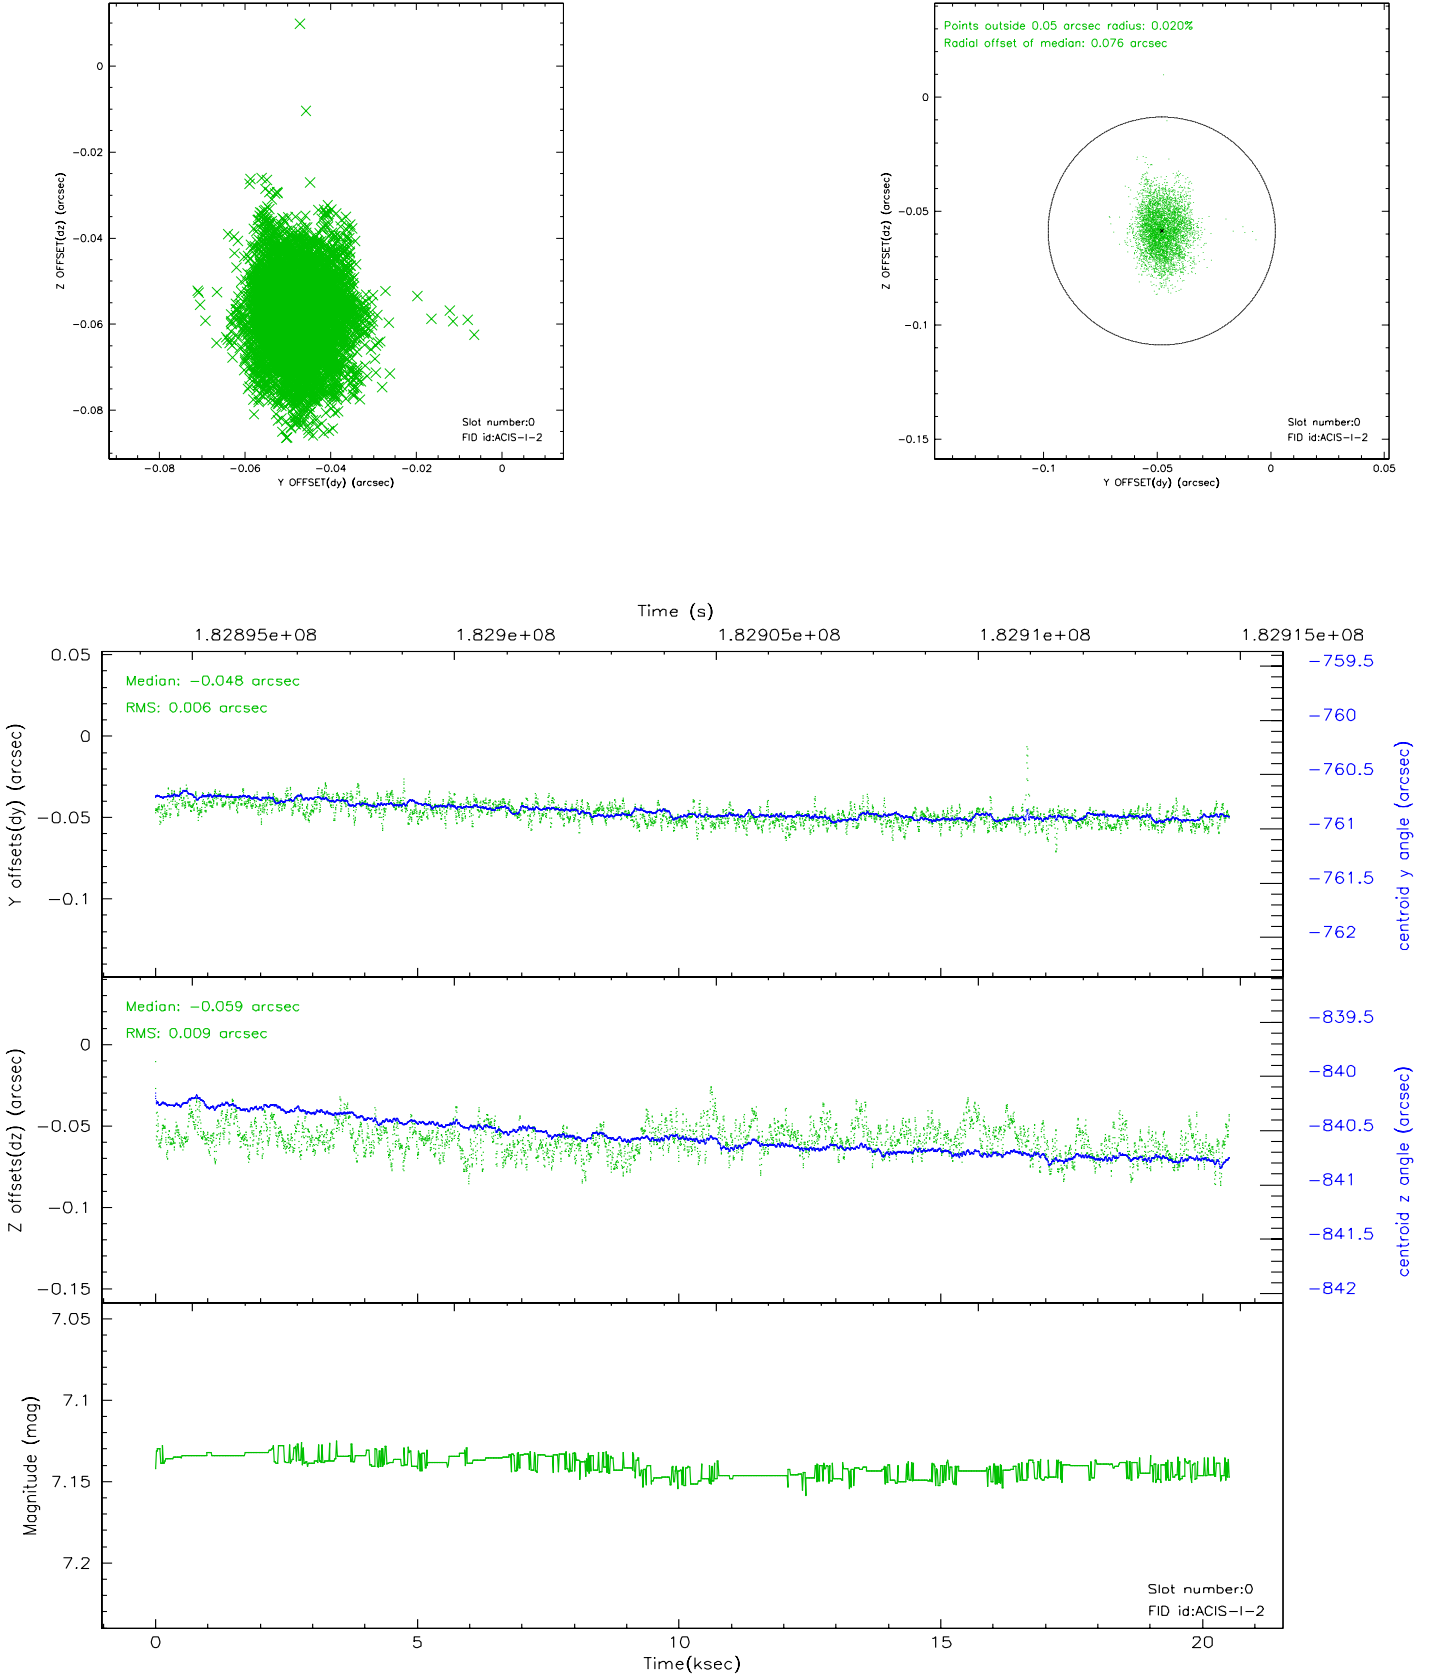 0
-0.02
-0.04
-0.06
-0.08
Z OFFSET(dz) (arcsec)
Slot number:0
FID id:ACIS-I-2
-0.08 -0.06 -0.04 -0.02 0
Y OFFSET(dy) (arcsec)
Points outside 0.05 arcsec radius: 0.020%
Radial offset of median: 0.076 arcsec
0
-0.05
-0.1
-0.15
Z OFFSET(dz) (arcsec)
Slot number:0
FID id:ACIS-I-2
-0.1 -0.05 0 0.05
Y OFFSET(dy) (arcsec)
Time (s)
1.82895e+08 1.829e+08 1.82905e+08 1.8291e+08 1.82915e+08
0.05
0
-0.05
-0.1
Y offsets(dy) (arcsec)
Median: -0.048 arcsec
RMS: 0.006 arcsec
-759.5
-760
-760.5
-761
-761.5
-762
centroid y angle (arcsec)
0
-0.05
-0.1
-0.15
Z offsets(dz) (arcsec)
Median: -0.059 arcsec
RMS: 0.009 arcsec
-839.5
-840
-840.5
-841
-841.5
-842
centroid z angle (arcsec)
7.05
7.1
7.15
7.2
Magnitude (mag)
Slot number:0
FID id:ACIS-I-2
0 5 10 15 20
Time(ksec)